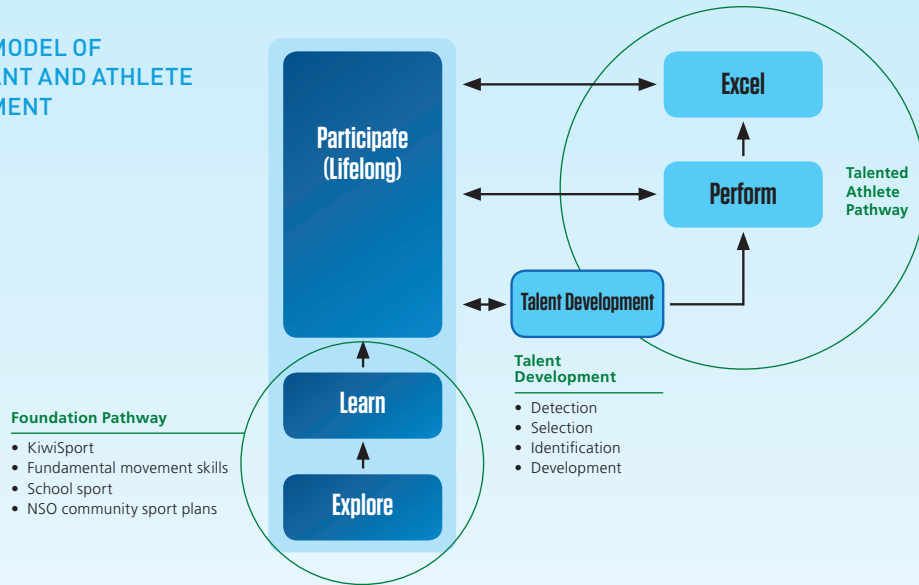 MODEL OF
ANT AND ATHLETE
MENT
Participate
(Lifelong)
Excel
Perform
Talented
Athlete
Pathway
Talent Development
Talent
Development
• Detection
• Selection
• Identification
• Development
Learn
Explore
Foundation Pathway
• KiwiSport
• Fundamental movement skills
• School sport
• NSO community sport plans